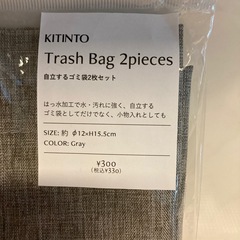 KITINTO
Trash Bag 2pieces
自立するゴミ袋2枚セット
はっ水加工で水・汚れに強く、自立する
ゴミ袋としてだけでなく、小物入れとしても
SIZE: 約 φ12×H15.5cm
COLOR: Gray
¥300
(税込¥330)